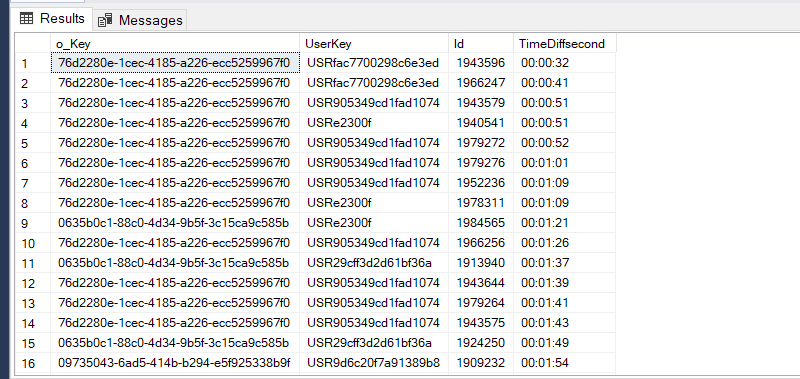 Results Messages
o_Key UserKey Id TimeDiffsecond
1 76d2280e-1cec-4185-a226-ecc5259967f0 USRfac7700298c6e3ed 1943596 00:00:32
2 76d2280e-1cec-4185-a226-ecc5259967f0 USRfac7700298c6e3ed 1966247 00:00:41
3 76d2280e-1cec-4185-a226-ecc5259967f0 USR905349cd1fad1074 1943579 00:00:51
4 76d2280e-1cec-4185-a226-ecc5259967f0 USRe2300f 1940541 00:00:51
5 76d2280e-1cec-4185-a226-ecc5259967f0 USR905349cd1fad1074 1979272 00:00:52
6 76d2280e-1cec-4185-a226-ecc5259967f0 USR905349cd1fad1074 1979276 00:01:01
7 76d2280e-1cec-4185-a226-ecc5259967f0 USR905349cd1fad1074 1952236 00:01:09
8 76d2280e-1cec-4185-a226-ecc5259967f0 USRe2300f 1978311 00:01:09
9 0635b0c1-88c0-4d34-9b5f-3c15ca9c585b USRe2300f 1984565 00:01:21
10 76d2280e-1cec-4185-a226-ecc5259967f0 USR905349cd1fad1074 1966256 00:01:26
11 0635b0c1-88c0-4d34-9b5f-3c15ca9c585b USR29cff3d2d61bf36a 1913940 00:01:37
12 76d2280e-1cec-4185-a226-ecc5259967f0 USR905349cd1fad1074 1943644 00:01:39
13 76d2280e-1cec-4185-a226-ecc5259967f0 USR905349cd1fad1074 1979264 00:01:41
14 76d2280e-1cec-4185-a226-ecc5259967f0 USR905349cd1fad1074 1943575 00:01:43
15 0635b0c1-88c0-4d34-9b5f-3c15ca9c585b USR29cff3d2d61bf36a 1924250 00:01:49
16 09735043-6ad5-414b-b294-e5f925338b9f USR9d6c20f7a91389b8 1909232 00:01:54